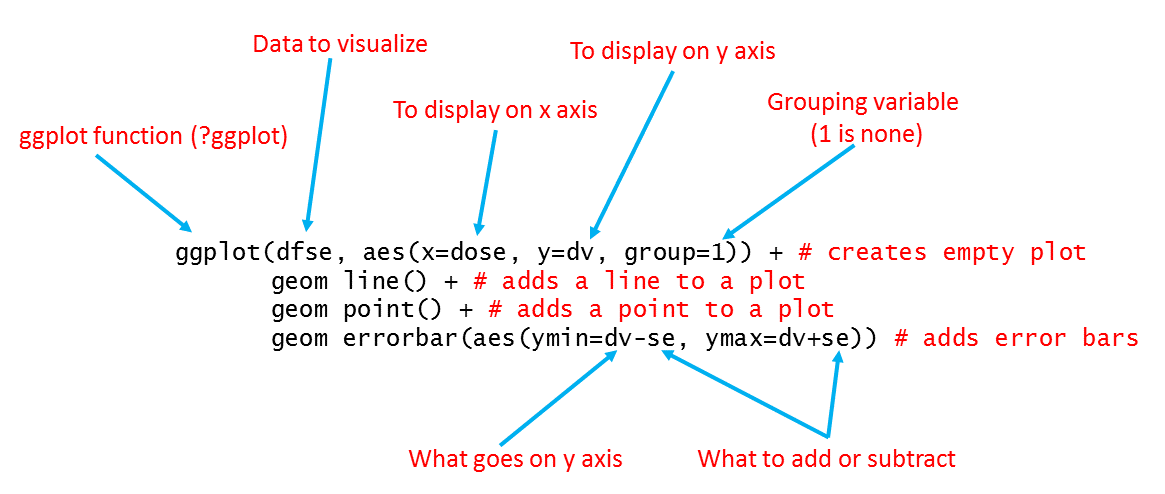 Data to visualize
To display on y axis
To display on x axis
Grouping variable
(1 is none)
ggplot function (?ggplot)
ggplot(dfse, aes(x=dose, y=dv, group=1)) + # creates empty plot
geom line() + # adds a line to a plot
geom point() + # adds a point to a plot
geom errorbar(aes(ymin=dv-se, ymax=dv+se)) # adds error bars
What goes on y axis
What to add or subtract